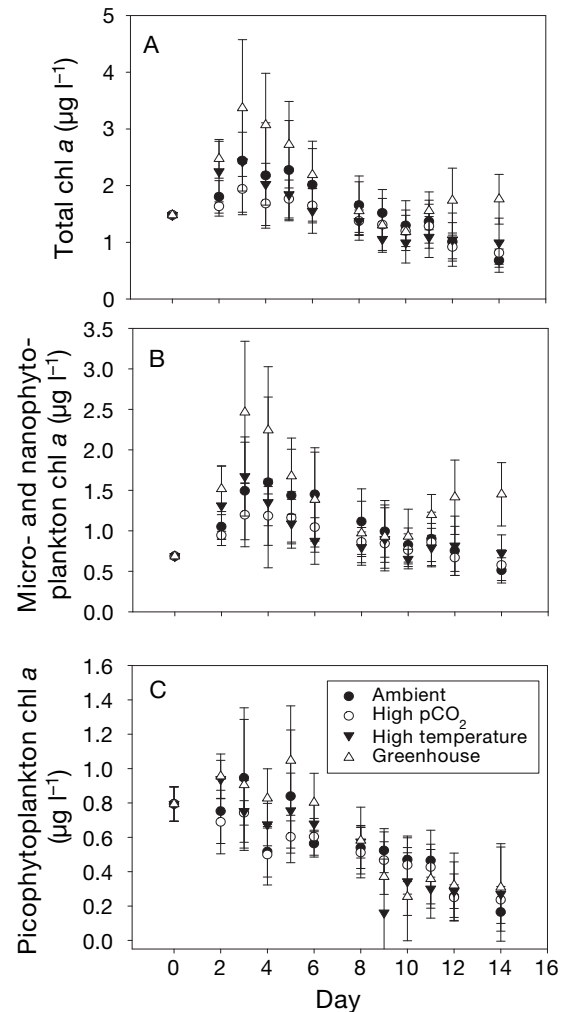 A
Total chl a (µg l⁻¹)
5
4
3
2
1
0
B
Micro- and nanophyto-
plankton chl a (µg l⁻¹)
3.5
3.0
2.5
2.0
1.5
1.0
0.5
0.0
C
Picophytoplankton chl a
(µg l⁻¹)
1.6
1.4
1.2
1.0
0.8
0.6
0.4
0.2
0.0
Ambient
High pCO₂
High temperature
Greenhouse
0 2 4 6 8 10 12 14 16
Day